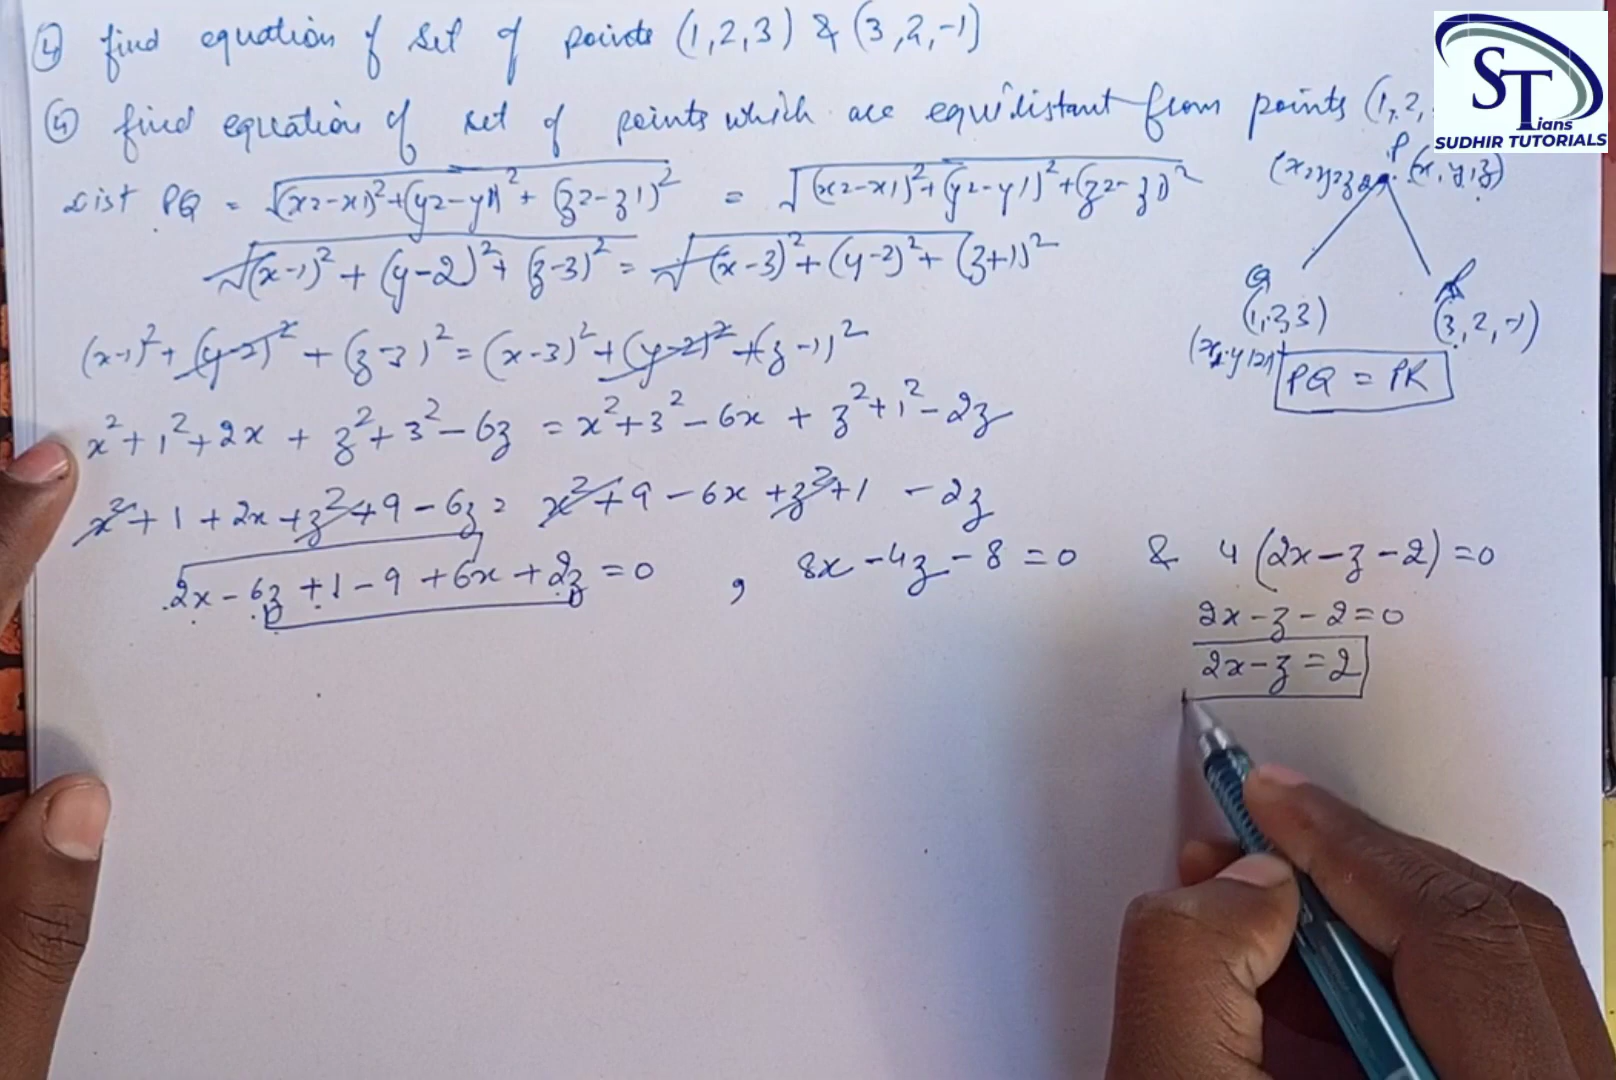 ④ find equation of set of points (1,2,3) & (3,2,-1)
⑤ find equation of set of points which are equidistant from points (1,2,
ST
ians
SUDHIR TUTORIALS
P (x,y,z)
dist PQ = √(x2-x1)²+(y2-y1)²+(z2-z1)² = √(x2-x1)²+(y2-y1)²+(z2-z1)²
√(x-1)²+(y-2)²+(z-3)² = √(x-3)²+(y-2)²+(z+1)²
Q
(1,2,3)
(3,2,-1)
(x-1)²+(y-2)²+(z-3)²=(x-3)²+(y-2)²+(z-1)²
PQ = PR
x²+1²+2x+z²+3²-6z = x²+3²-6x+z²+1²-2z
x²+1+2x+z²+9-6z= x²+9-6x+z²+1 -2z
2x-6z+1-9+6x+2z=0 , 8x-4z-8=0 & 4(2x-z-2)=0
2x-z-2=0
2x-z=2